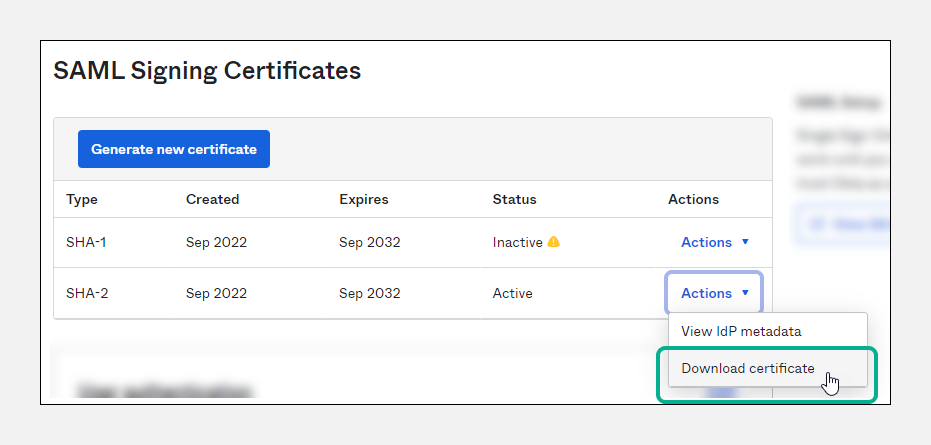 SAML Signing Certificates
Generate new certificate
Type Created Expires Status Actions
SHA-1 Sep 2022 Sep 2032 Inactive Actions
SHA-2 Sep 2022 Sep 2032 Active Actions
View IdP metadata
Download certificate